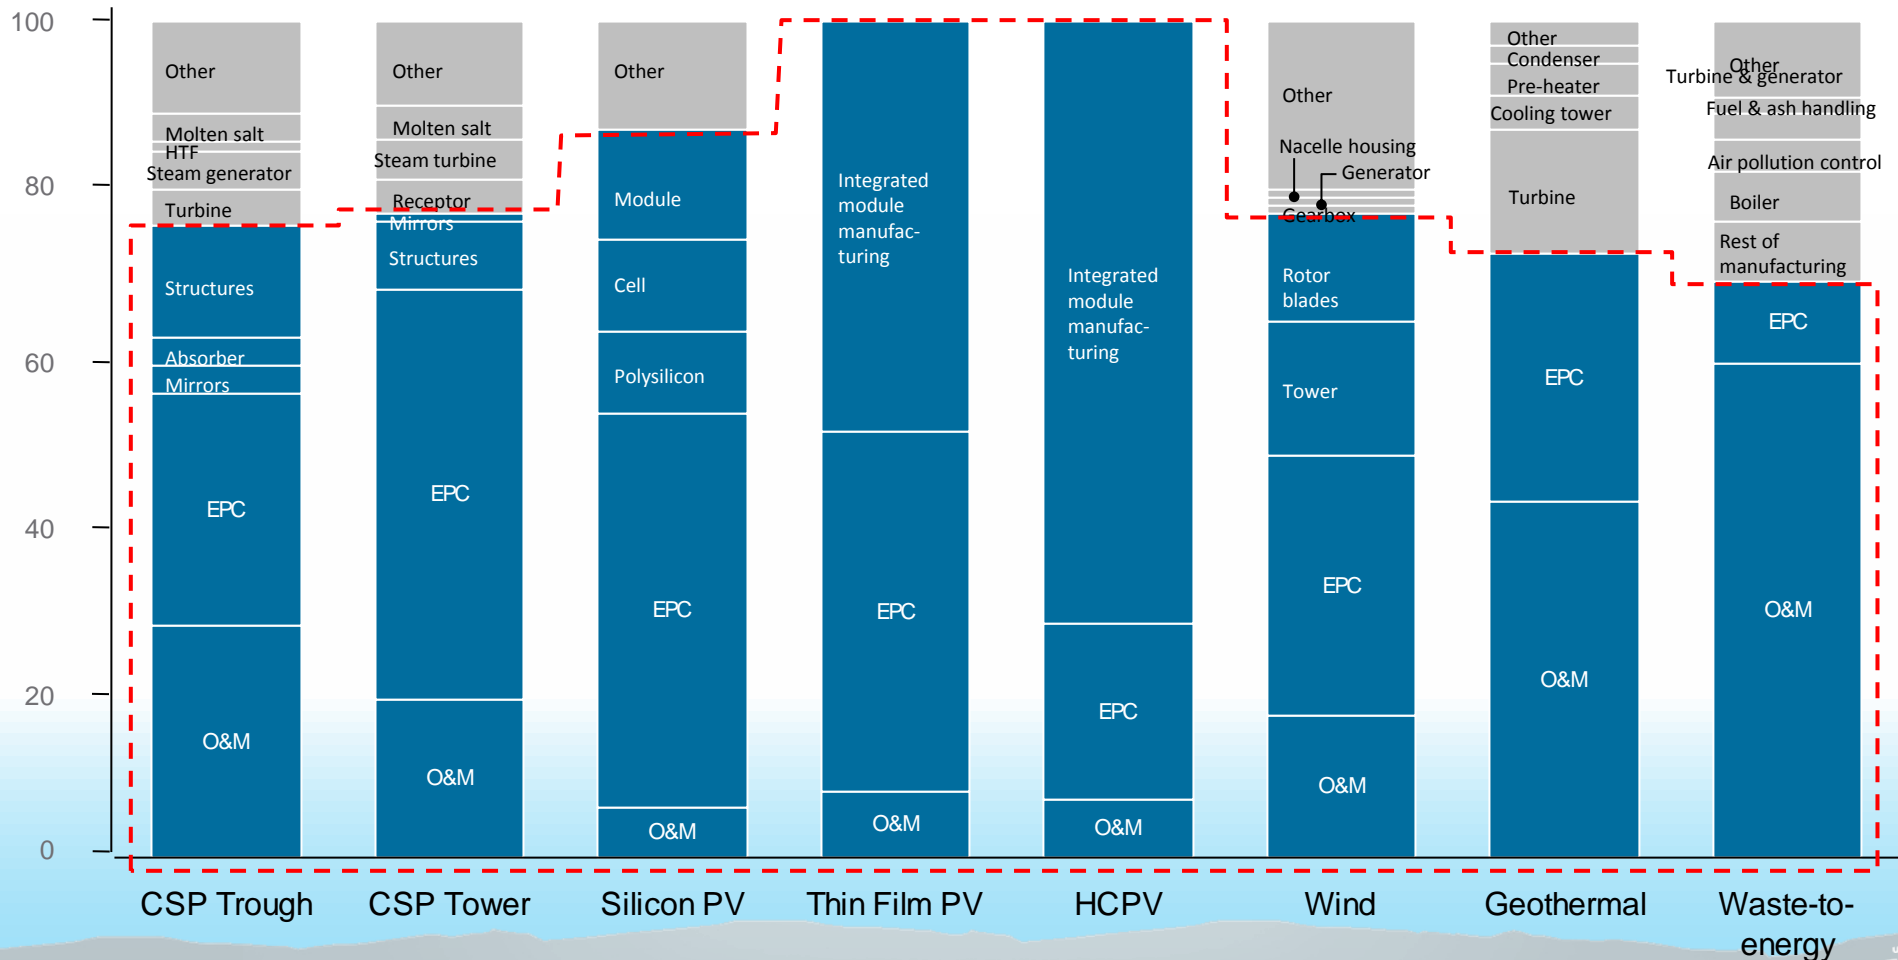 100
80
60
40
20
0
Other
Molten salt
HTF
Steam generator
Turbine
Structures
Absorber
Mirrors
EPC
O&M
Other
Molten salt
Steam turbine
Receptor
Mirrors
Structures
EPC
O&M
Other
Module
Cell
Polysilicon
EPC
O&M
Integrated
module
manufac-
turing
EPC
O&M
Integrated
module
manufac-
turing
EPC
O&M
Other
Nacelle housing
Generator
Gearbox
Rotor
blades
Tower
EPC
O&M
Other
Condenser
Pre-heater
Cooling tower
Turbine
EPC
O&M
Other
Turbine & generator
Fuel & ash handling
Air pollution control
Boiler
Rest of
manufacturing
EPC
O&M
CSP Trough
CSP Tower
Silicon PV
Thin Film PV
HCPV
Wind
Geothermal
Waste-to-
energy